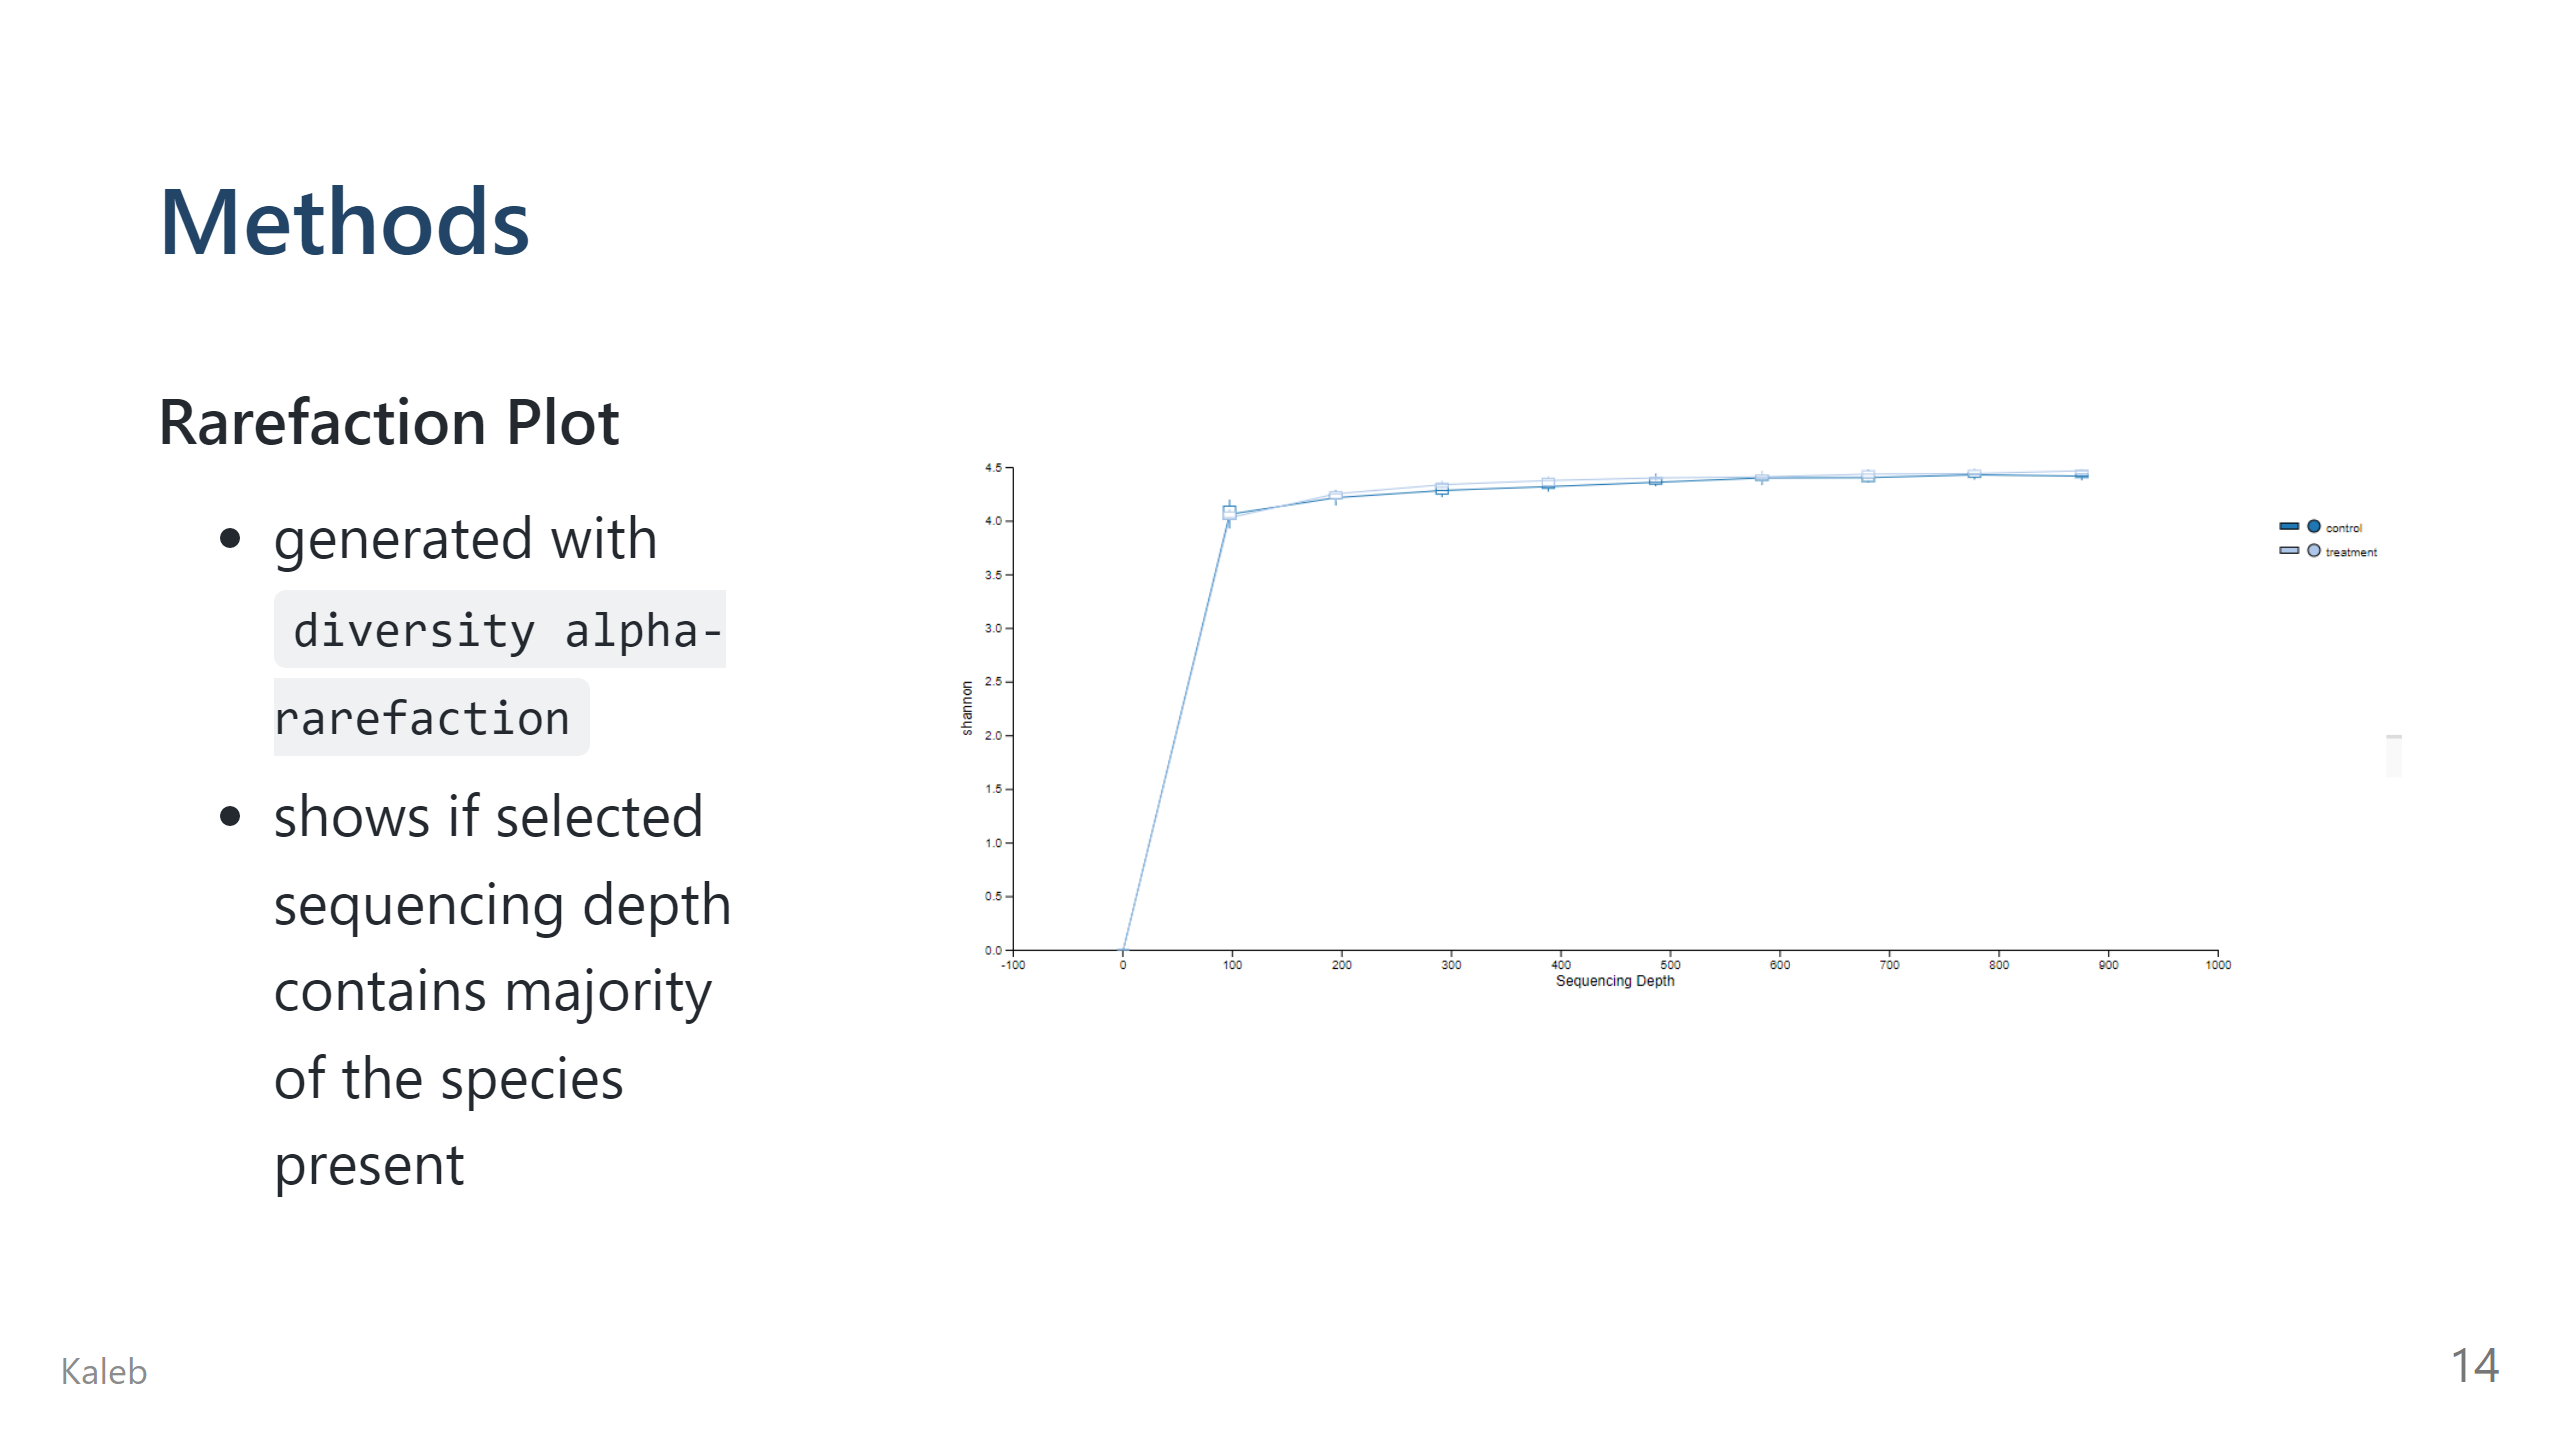 Methods
Rarefaction Plot
generated with
diversity alpha-
rarefaction
shows if selected
sequencing depth
contains majority
of the species
present
4.5
4.0
3.5
3.0
2.5
2.0
1.5
1.0
0.5
0.0
shannon
-100 0 100 200 300 400 500 600 700 800 900 1000
Sequencing Depth
control
treatment
Kaleb
14